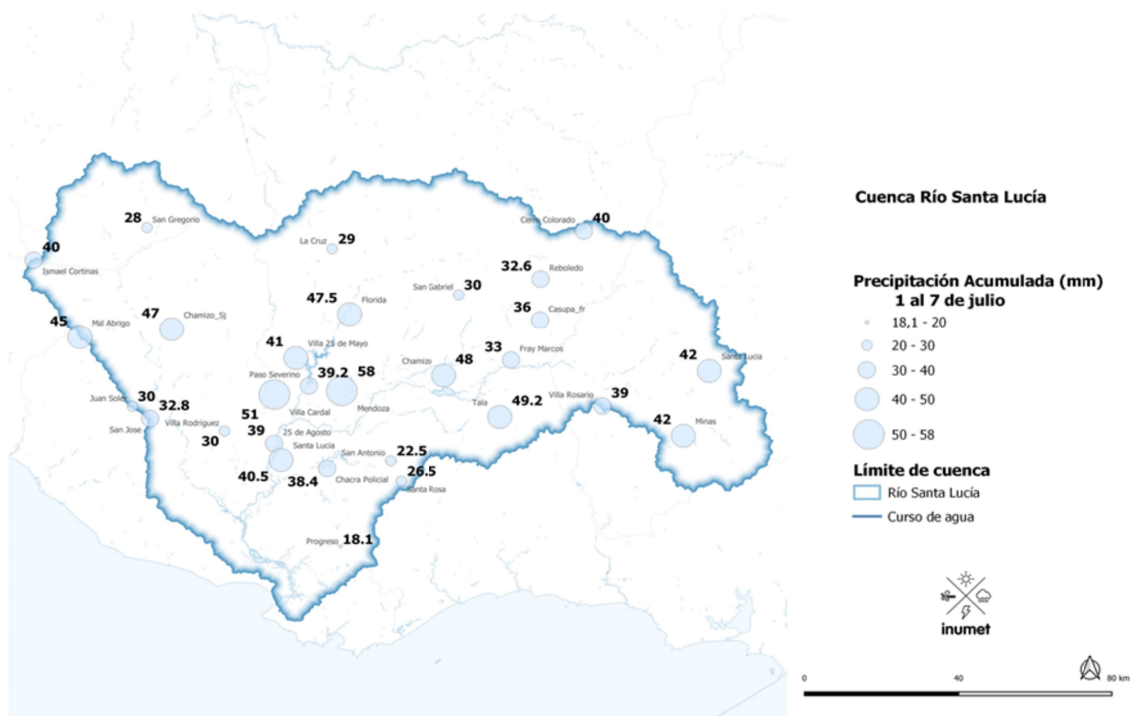 28
San Gregorio
Cerro Colorado
40
La Cruz
29
40
Ismael Cortinas
32.6
Reboledo
San Gabriel
30
47.5
Florida
47
Chamizo_SJ
36
Casupa_fr
45
Mal Abrigo
41
Villa 25 de Mayo
33
Fray Marcos
Chamizo
48
42
Santa Lucia
Paso Severino
39.2
58
Mendoza
51
Villa Cardal
Juan Soler
30
32.8
San Jose
Villa Rodriguez
30
Tala
49.2
Villa Rosario
39
42
Minas
39
25 de Agosto
Santa Lucia
40.5
San Antonio
22.5
38.4
Chacra Policial
26.5
Santa Rosa
Progreso
18.1
Cuenca Río Santa Lucía
Precipitación Acumulada (mm)
1 al 7 de julio
18,1 - 20
20 - 30
30 - 40
40 - 50
50 - 58
Límite de cuenca
Río Santa Lucía
Curso de agua
inumet
0 40 80 km